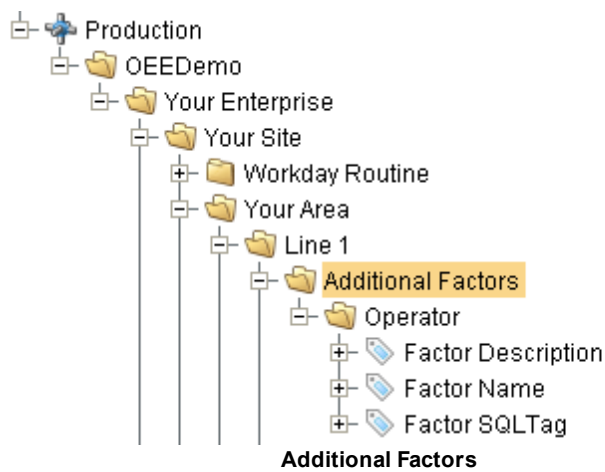 Production
OEEDemo
Your Enterprise
Your Site
Workday Routine
Your Area
Line 1
Additional Factors
Operator
Factor Description
Factor Name
Factor SQLTag
Additional Factors